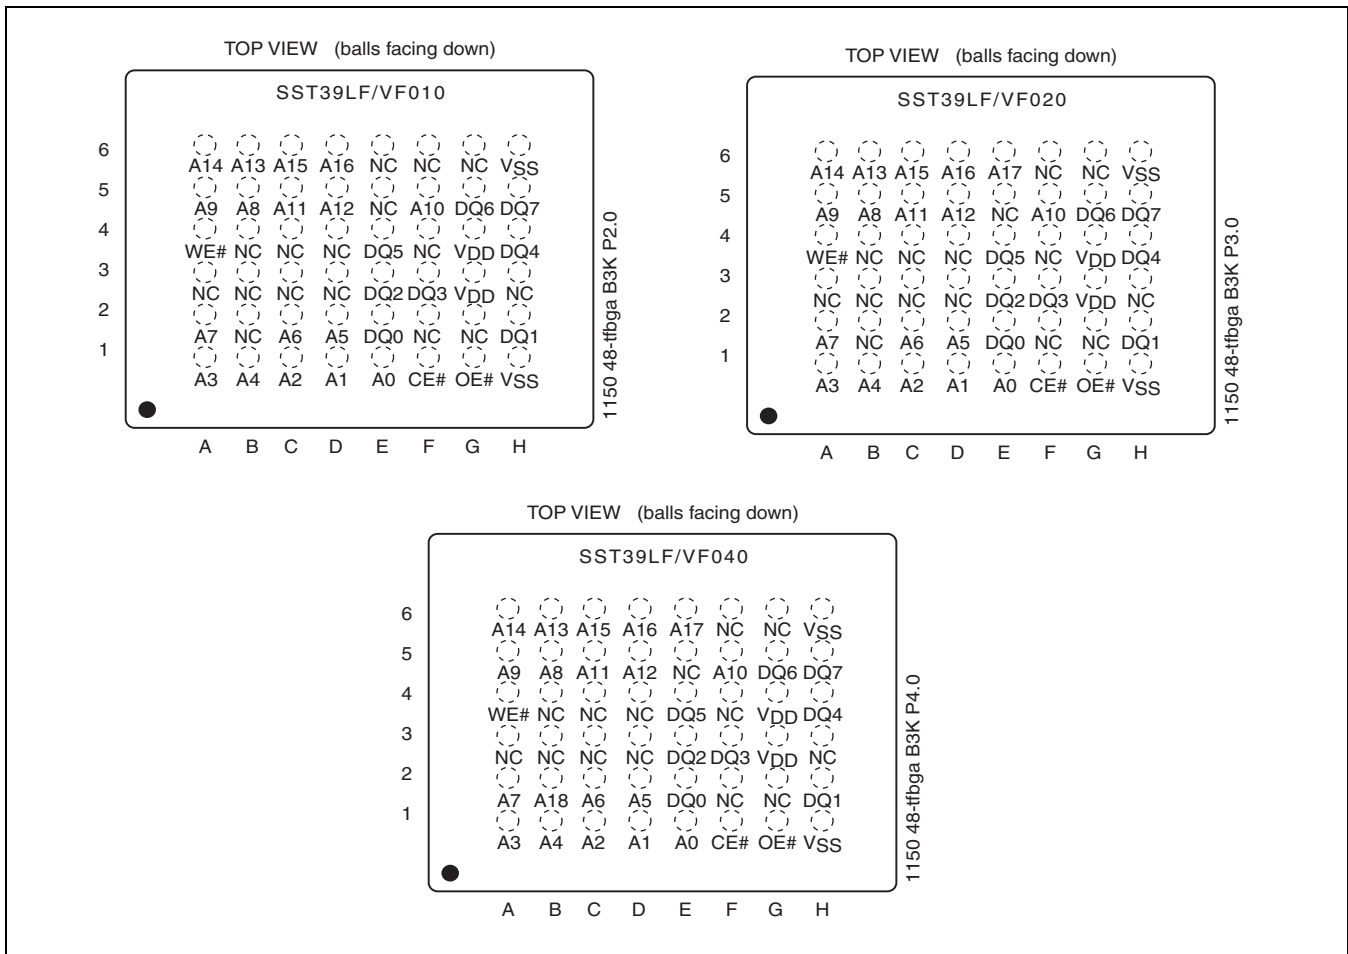 TOP VIEW (balls facing down)
SST39LF/VF010
6
A14 A13 A15 A16 NC NC NC VSS
5
A9 A8 A11 A12 NC A10 DQ6 DQ7
4
WE# NC NC NC DQ5 NC VDD DQ4
3
NC NC NC NC DQ2 DQ3 VDD NC
2
A7 NC A6 A5 DQ0 NC NC DQ1
1
A3 A4 A2 A1 A0 CE# OE# VSS
A B C D E F G H
1150 48-tfbga B3K P2.0
TOP VIEW (balls facing down)
SST39LF/VF020
6
A14 A13 A15 A16 A17 NC NC VSS
5
A9 A8 A11 A12 NC A10 DQ6 DQ7
4
WE# NC NC NC DQ5 NC VDD DQ4
3
NC NC NC NC DQ2 DQ3 VDD NC
2
A7 NC A6 A5 DQ0 NC NC DQ1
1
A3 A4 A2 A1 A0 CE# OE# VSS
A B C D E F G H
1150 48-tfbga B3K P3.0
TOP VIEW (balls facing down)
SST39LF/VF040
6
A14 A13 A15 A16 A17 NC NC VSS
5
A9 A8 A11 A12 NC A10 DQ6 DQ7
4
WE# NC NC NC DQ5 NC VDD DQ4
3
NC NC NC NC DQ2 DQ3 VDD NC
2
A7 A18 A6 A5 DQ0 NC NC DQ1
1
A3 A4 A2 A1 A0 CE# OE# VSS
A B C D E F G H
1150 48-tfbga B3K P4.0